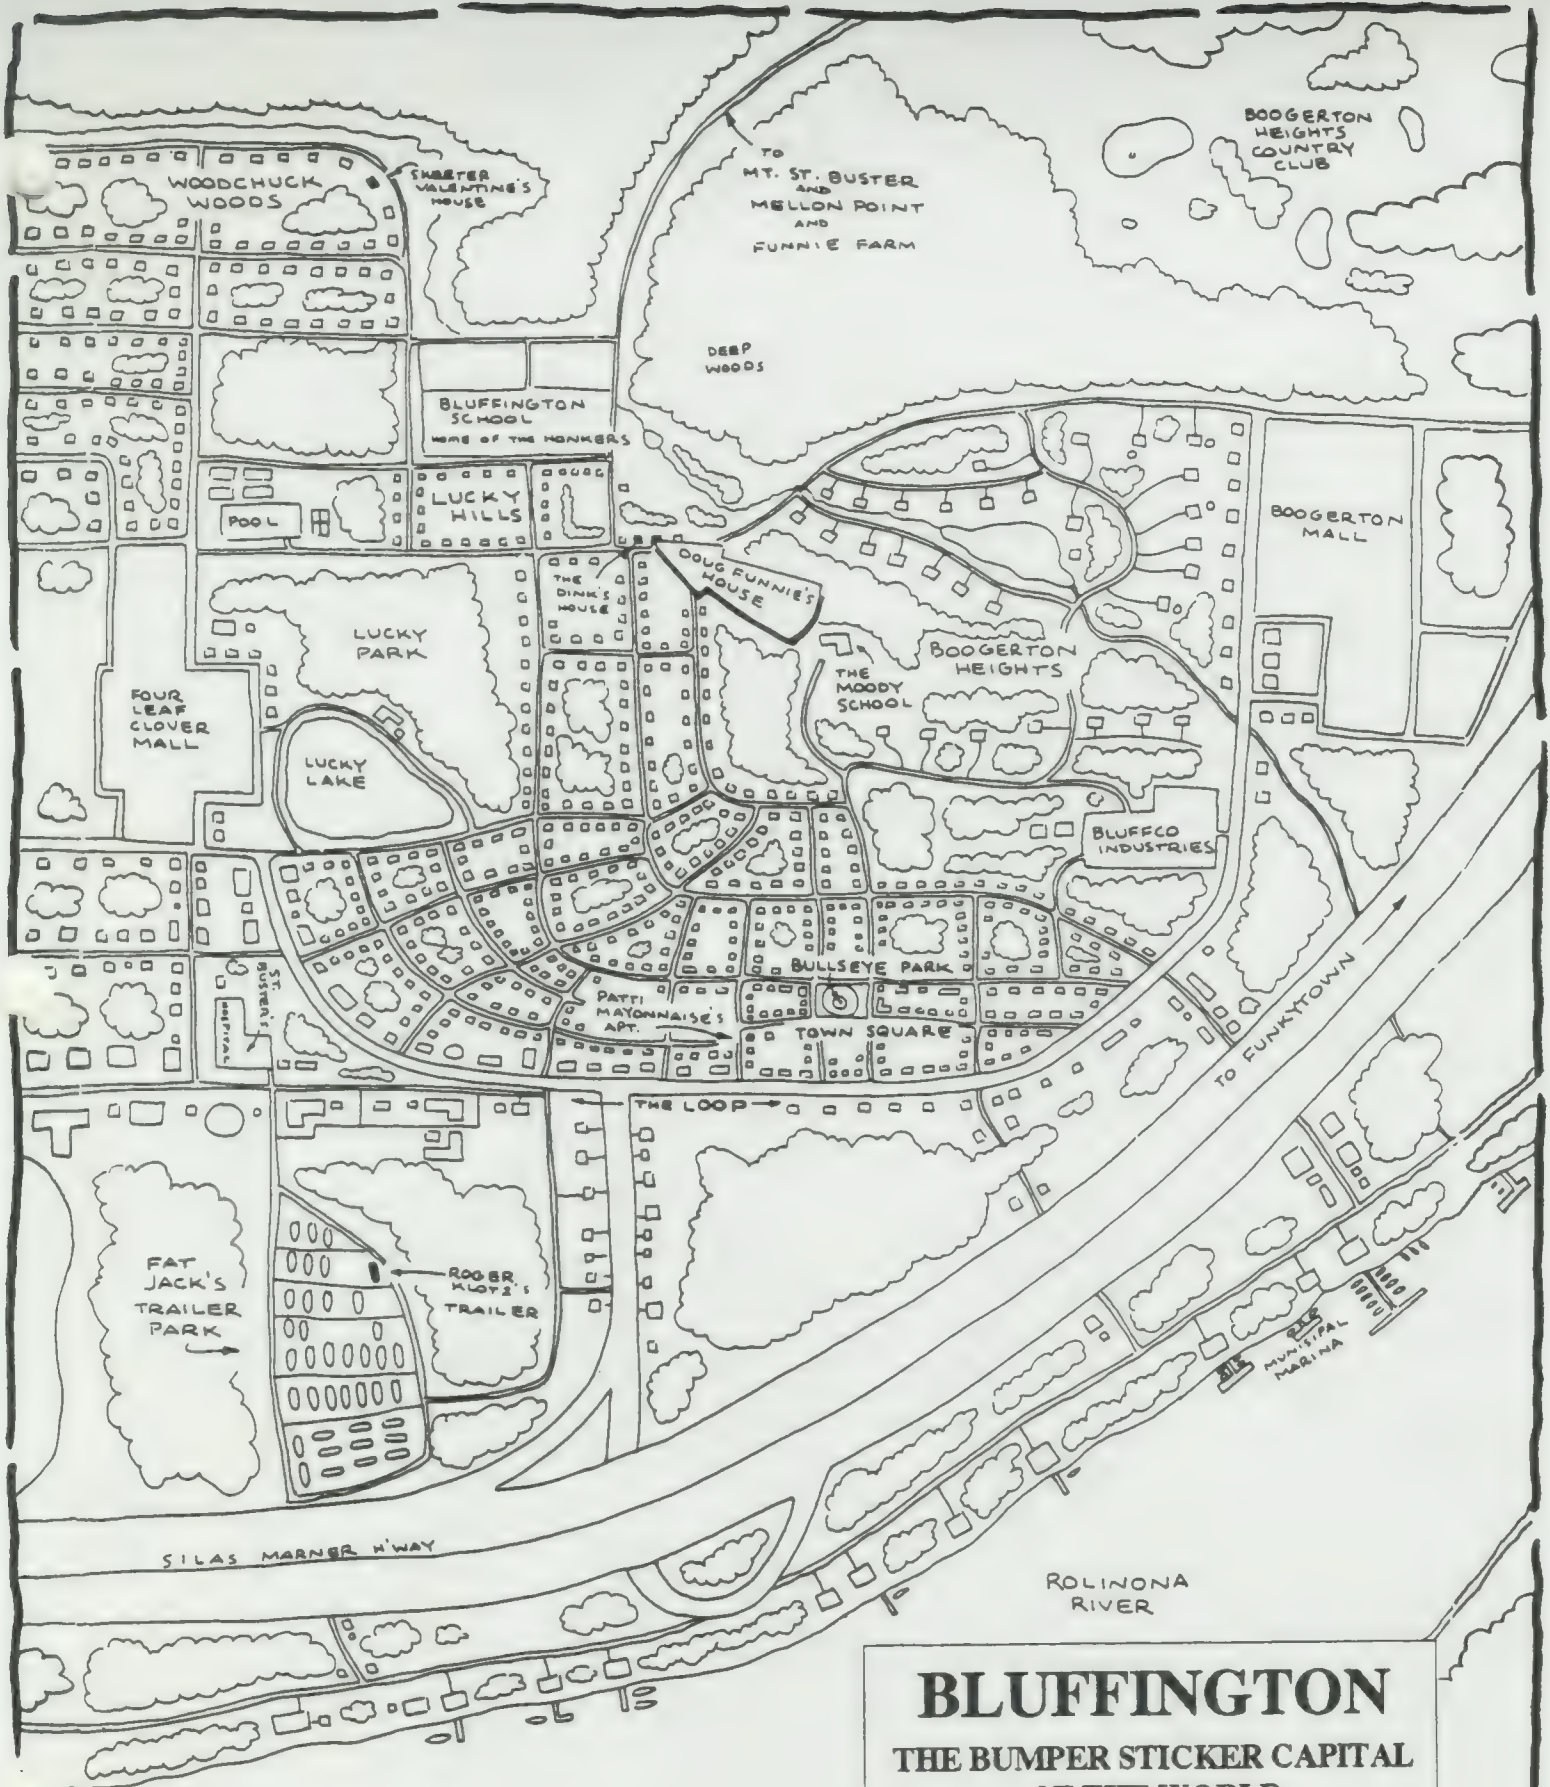 BOOGERTON
HEIGHTS
COUNTRY
CLUB
TO
MT. ST. BUSTER
AND
MELLON POINT
AND
FUNNIE FARM
WOODCHUCK
WOODS
SKEETER
VALENTINE'S
HOUSE
DEEP
WOODS
BLUFFINGTON
SCHOOL
HOME OF THE HONKERS
LUCKY
HILLS
POOL
BOOGERTON
MALL
THE
DINK'S
HOUSE
DOUG FUNNIE'S
HOUSE
LUCKY
PARK
BOOGERTON
HEIGHTS
THE
MOODY
SCHOOL
FOUR
LEAF
CLOVER
MALL
LUCKY
LAKE
BLUFFCO
INDUSTRIES
BULLSEYE PARK
ST.
BUSTER'S
HOSPITAL
PATTI
MAYONNAISE'S
APT.
TOWN SQUARE
TO FUNKYTOWN
THE LOOP
FAT
JACK'S
TRAILER
PARK
ROGER
KLOTZ'S
TRAILER
MUNISIPAL
MARINA
SILAS MARNER H'WAY
ROLINONA
RIVER
BLUFFINGTON
THE BUMPER STICKER CAPITAL